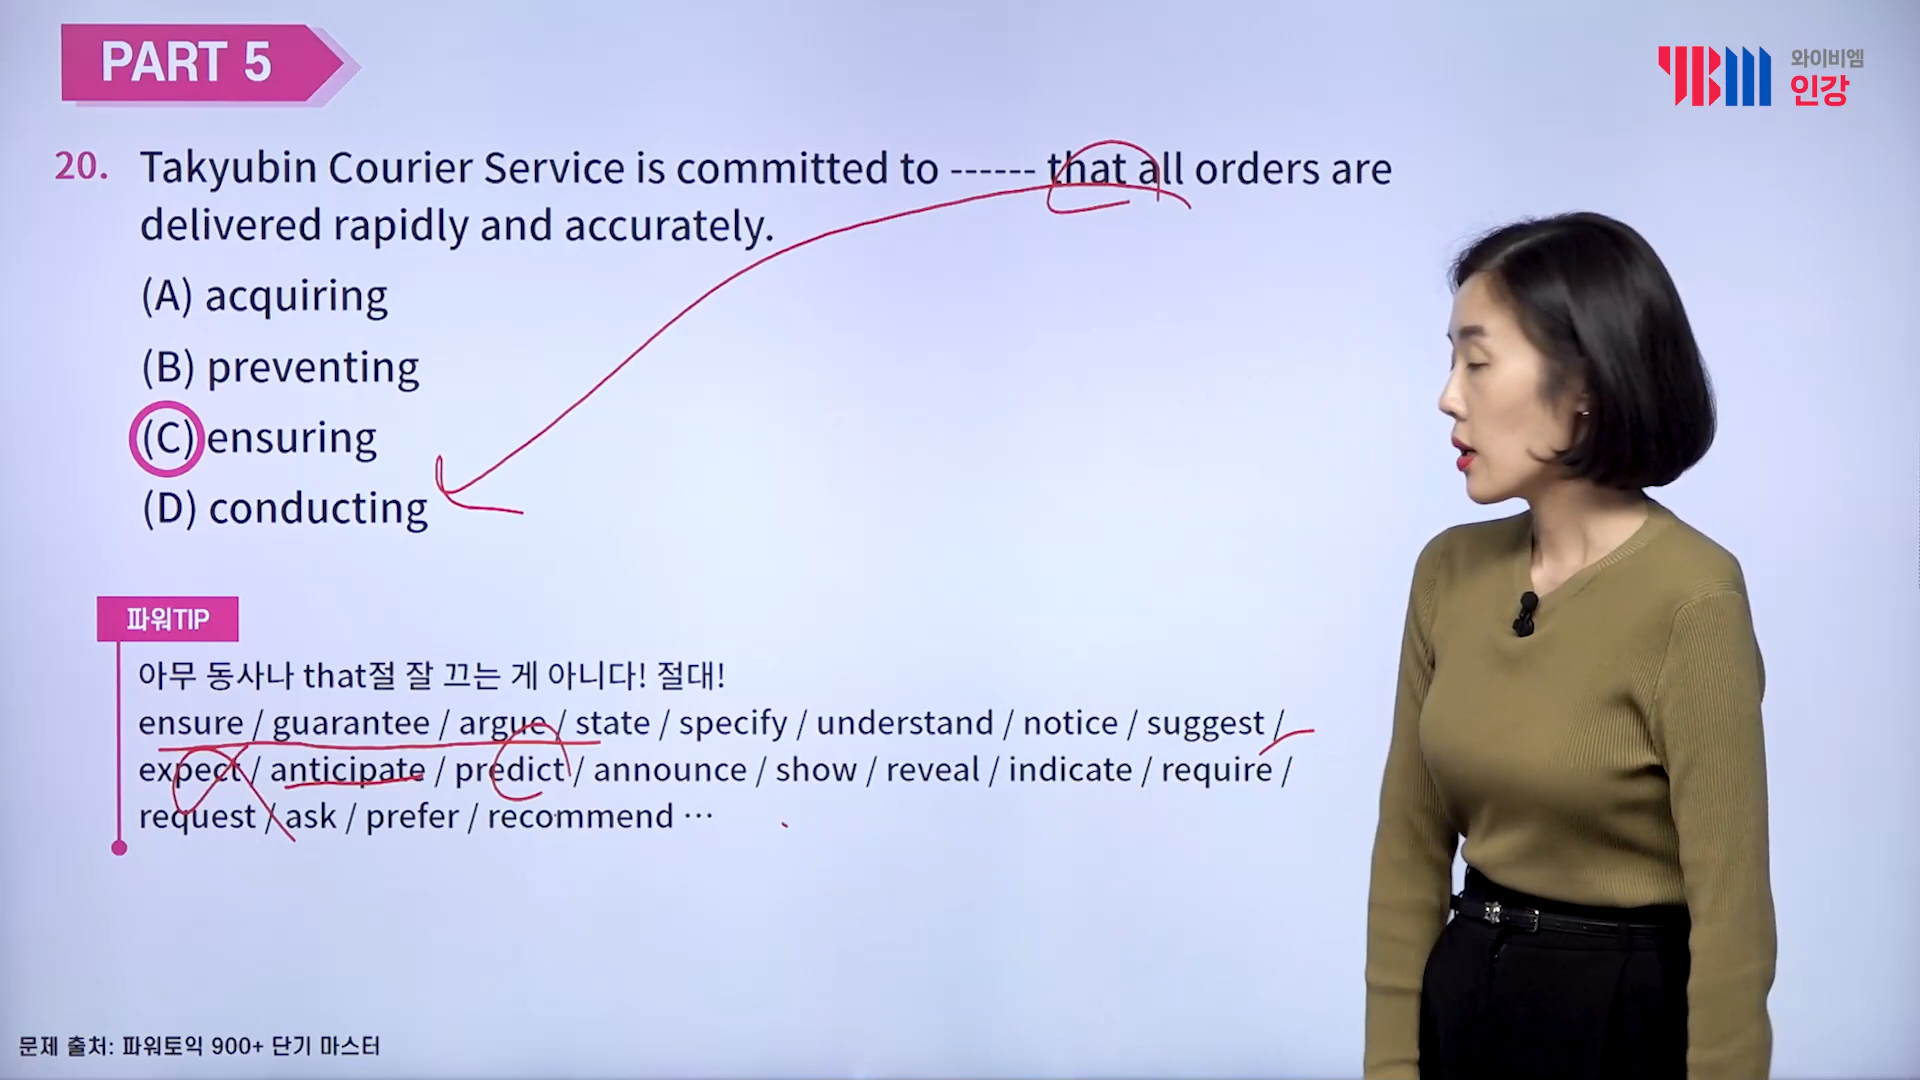 PART 5
YBM 와이비엠
인강
20. Takyubin Courier Service is committed to ------ that all orders are
delivered rapidly and accurately.
(A) acquiring
(B) preventing
(C) ensuring
(D) conducting
파워TIP
아무 동사나 that절 잘 끄는 게 아니다! 절대!
ensure / guarantee / argue / state / specify / understand / notice / suggest /
expect / anticipate / predict / announce / show / reveal / indicate / require /
request / ask / prefer / recommend ···
문제 출처: 파워토익 900+ 단기 마스터